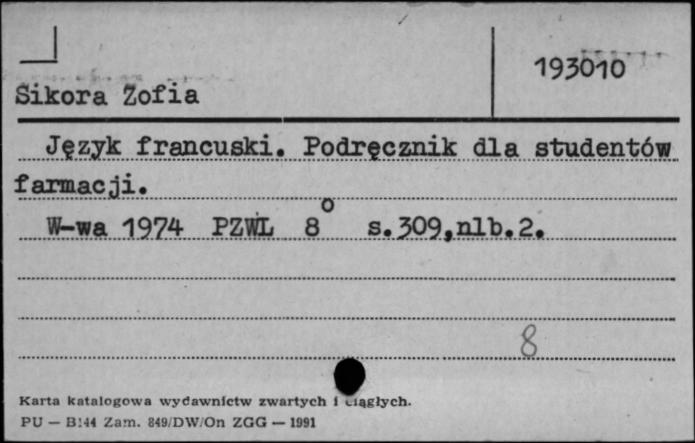 193010
Sikora Zofia
Język francuski. Podręcznik dla studentów
farmacji.
W-wa 1974 PZWL 8° s.309,nlb.2.
8
Karta katalogowa wydawnictw zwartych i ciągłych.
PU — B144 Zam. 849/DW/On ZGG — 1991